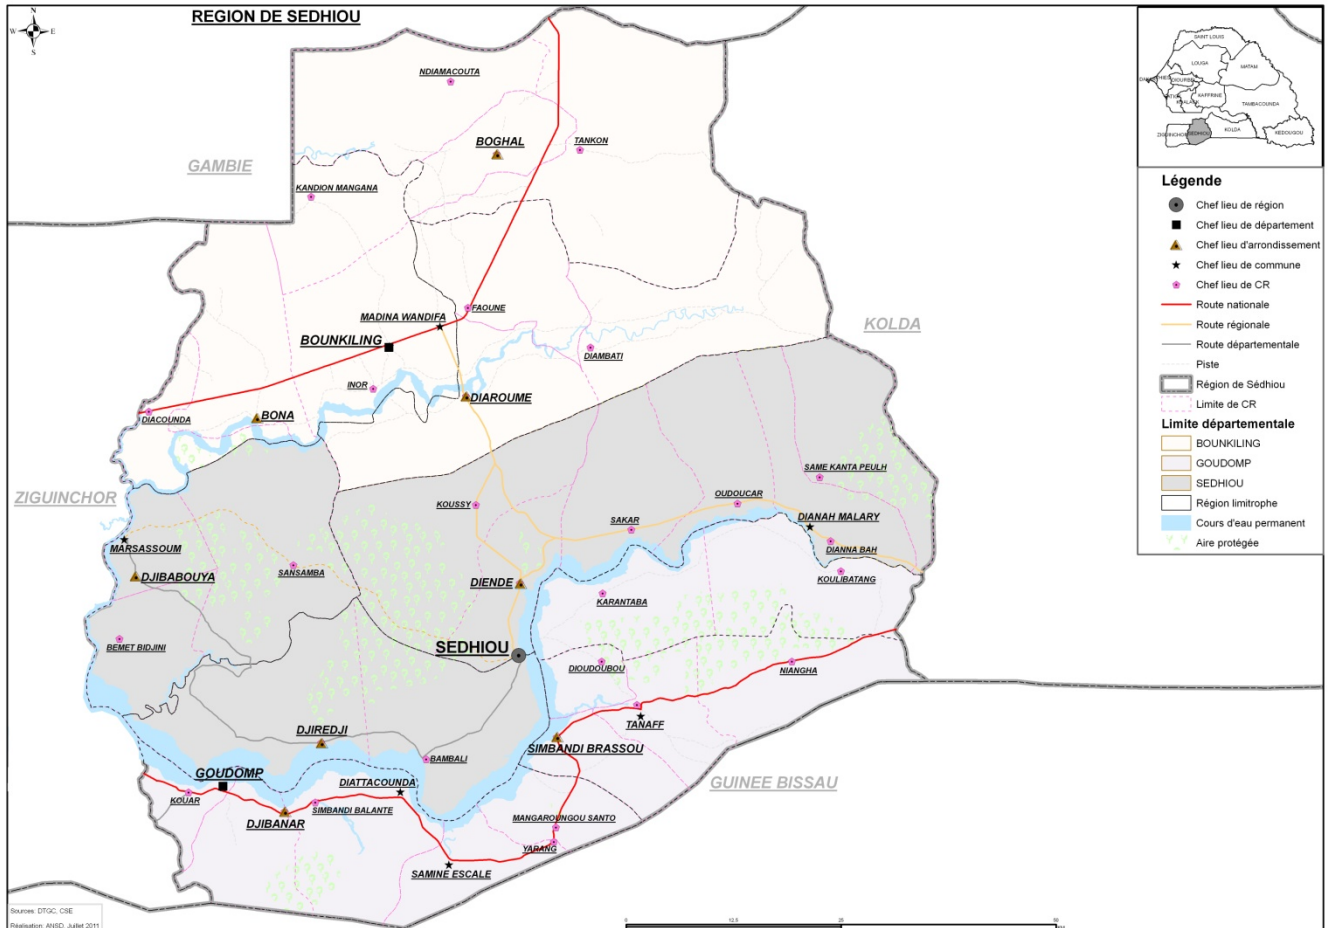 REGION DE SEDHIOU
N
W
E
S
NDIAMACOUTA
BOGHAL
TANKON
GAMBIE
KANDION MANGANA
FAOUNE
MADINA WANDIFA
BOUNKILING
KOLDA
DIAMBATI
INOR
DIAROUME
DIACOUNDA
BONA
ZIGUINCHOR
SAME KANTA PEULH
KOUSSY
OUDOUCAR
SAKAR
DIANAH MALARY
MARSASSOUM
DIANNA BAH
SANSAMBA
DJIBABOUYA
DIENDE
KOULIBATANG
KARANTABA
BEMET BIDJINI
SEDHIOU
DIOUDOUBOU
NIANGHA
TANAFF
DJIREDJI
SIMBANDI BRASSOU
BAMBALI
GOUDOMP
DIATTACOUNDA
GUINEE BISSAU
KOUAR
SIMBANDI BALANTE
DJIBANAR
MANGAROUNGOU SANTO
YARANG
SAMINE ESCALE
Sources: DTGC, CSE
Réalisation: ANSD, Juillet 2011
0
12,5
25
50
SAINT LOUIS
LOUGA
MATAM
DIOURBEL
KAFFRINE
TAMBACOUNDA
ZIGUINCHOR
SEDHIOU
KOLDA
KEDOUGOU
Légende
Chef lieu de région
Chef lieu de département
Chef lieu d'arrondissement
Chef lieu de commune
Chef lieu de CR
Route nationale
Route régionale
Route départementale
Piste
Région de Sédhiou
Limite de CR
Limite départementale
BOUNKILING
GOUDOMP
SEDHIOU
Région limitrophe
Cours d'eau permanent
Aire protégée